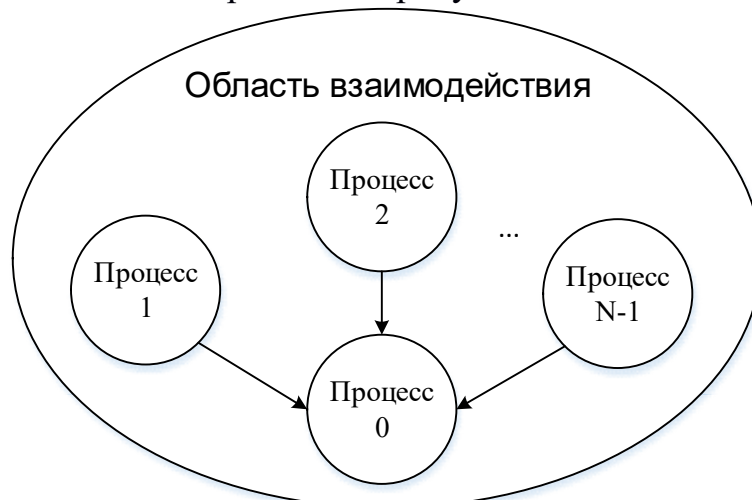 Область взаимодействия
Процесс
2
...
Процесс
1
Процесс
N-1
Процесс
0